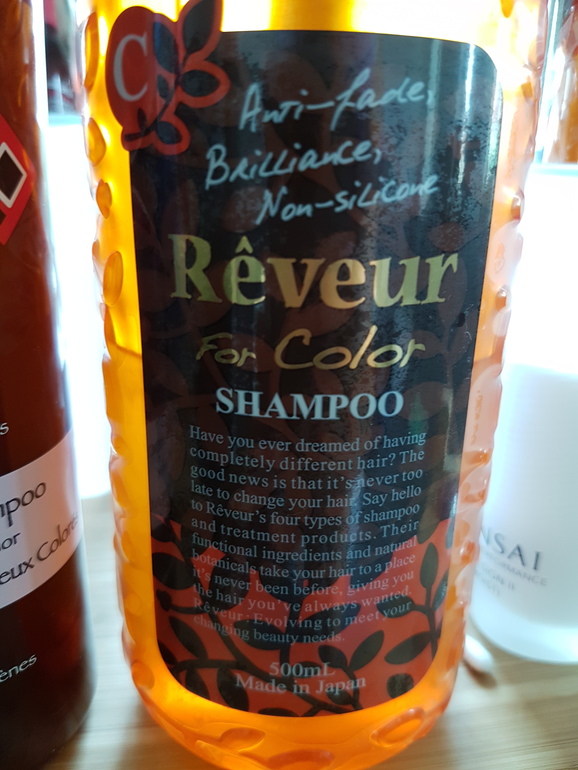 C
Anti-fade,
Brilliance,
Non-silicone
Rêveur
For Color
SHAMPOO
Have you ever dreamed of having
completely different hair? The
good news is that it's never too
late to change your hair. Say hello
to Rêveur's four types of shampoo
and treatment products. Their
functional ingredients and natural
botanicals take your hair to a place
it's never been before, giving you
the hair you've always wanted.
Rêveur : Evolving to meet your
changing beauty needs.
500mL
Made in Japan
mpoo
or
eux Colorés
ènes
NSAI